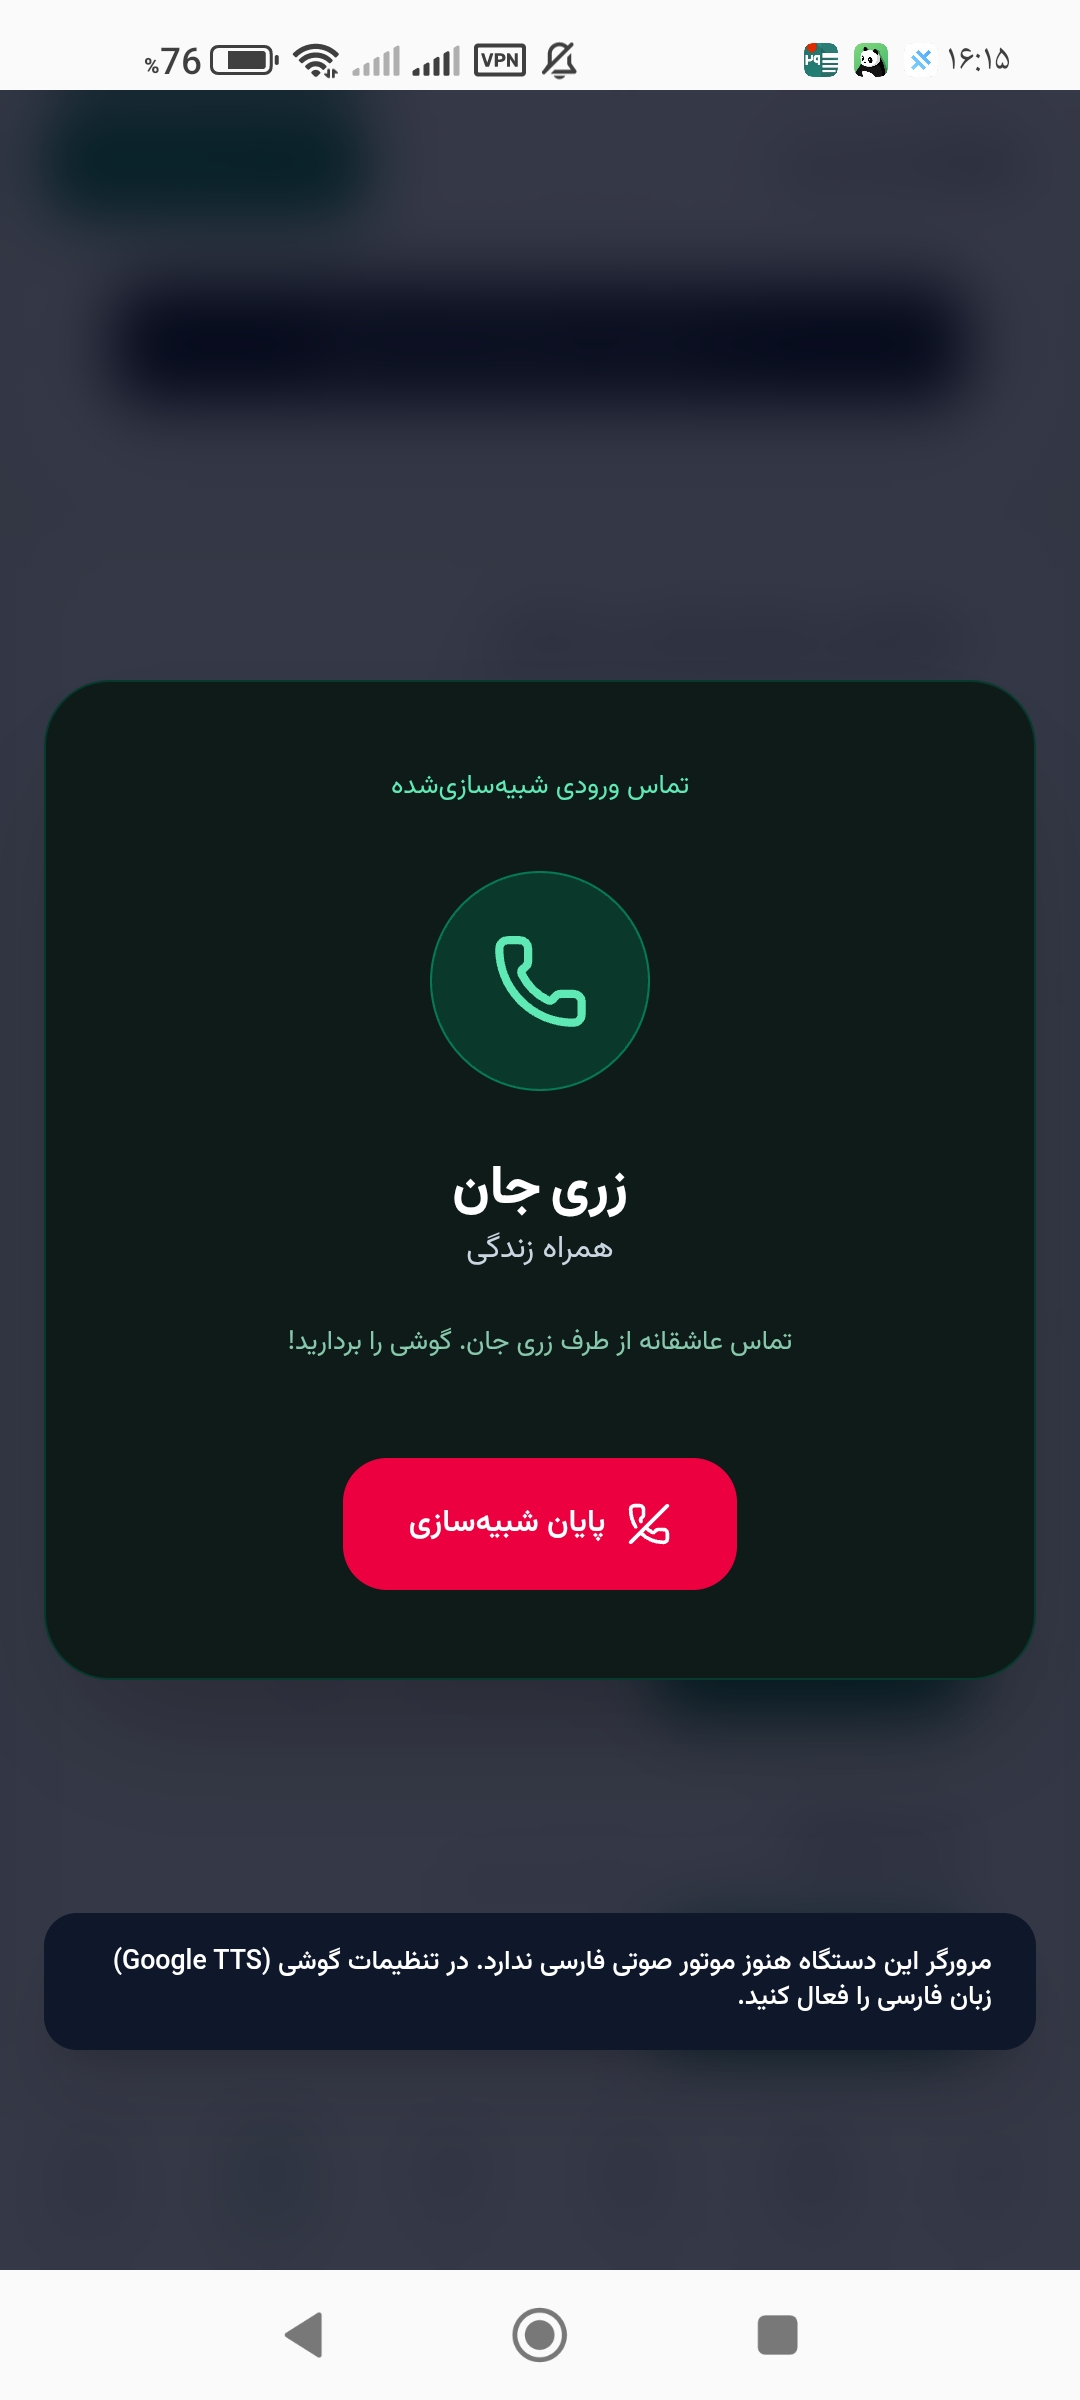 %76 VPN ۲۹ ۱۶:۱۵
تماس ورودی شبیه‌سازی‌شده
زری جان
همراه زندگی
تماس عاشقانه از طرف زری جان. گوشی را بردارید!
پایان شبیه‌سازی
مرورگر این دستگاه هنوز موتور صوتی فارسی ندارد. در تنظیمات گوشی (Google TTS)
زبان فارسی را فعال کنید.